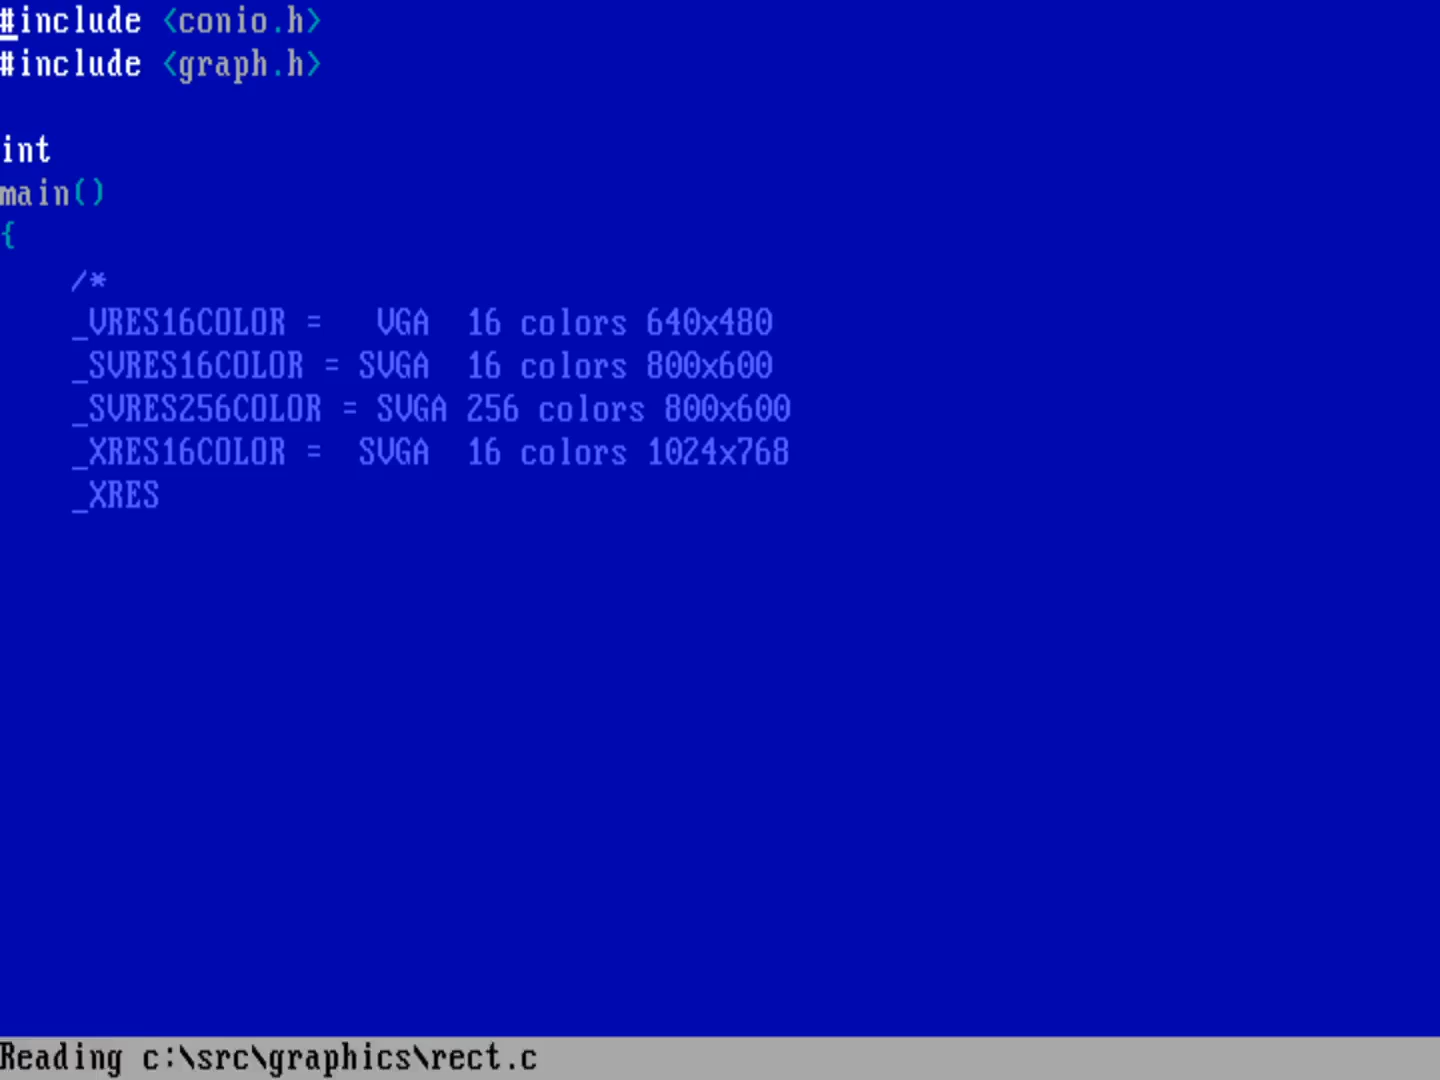 #include <conio.h>
#include <graph.h>
int
main()
{
/*
_VRES16COLOR =   VGA  16 colors 640x480
_SVRES16COLOR = SVGA  16 colors 800x600
_SVRES256COLOR = SVGA 256 colors 800x600
_XRES16COLOR =  SVGA  16 colors 1024x768
_XRES
Reading c:\src\graphics\rect.c